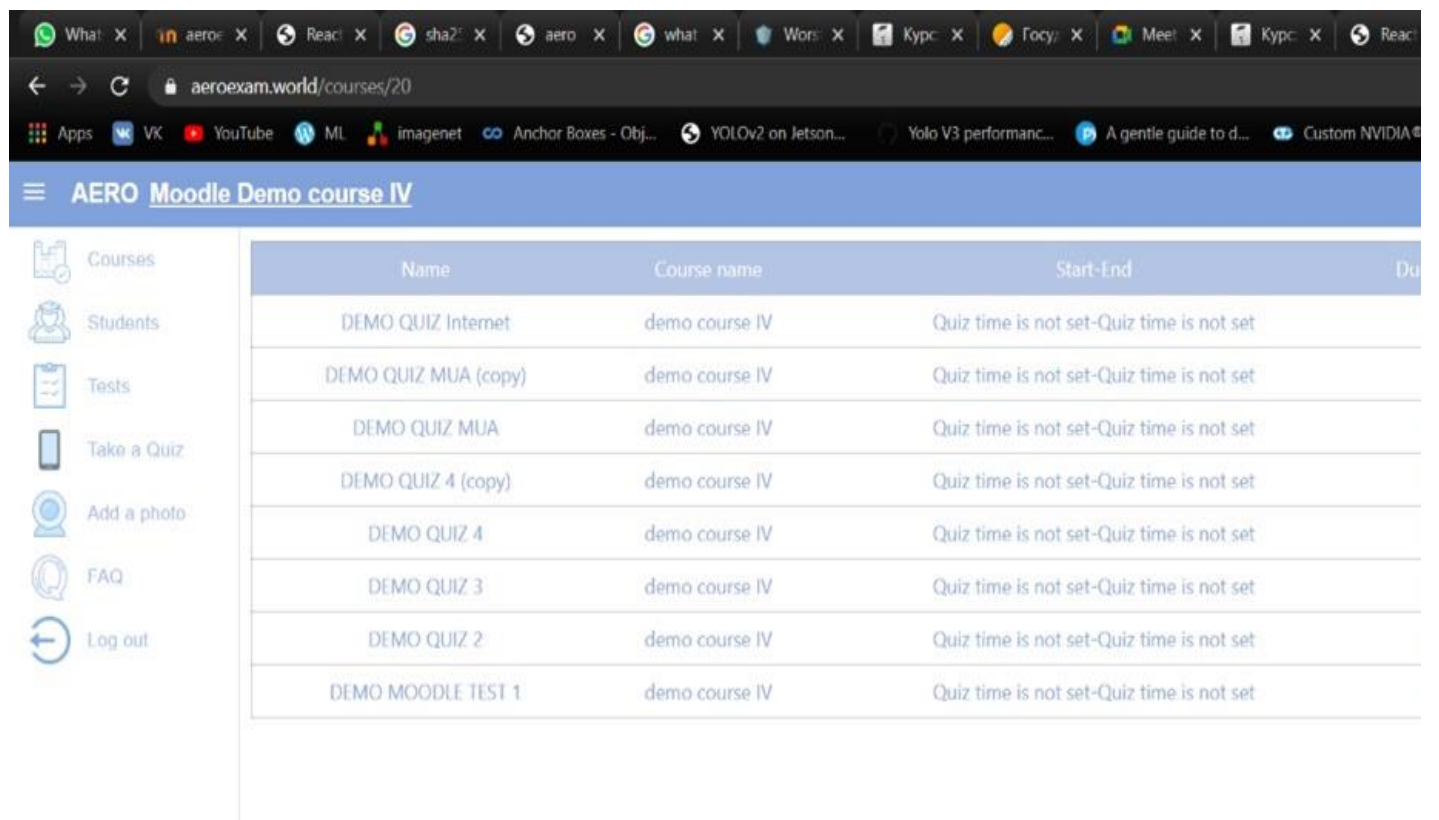 What aeroe React sha25 aero what Wors Курс Госу Meet Курс React
aeroexam.world/courses/20
Apps VK YouTube ML imagenet Anchor Boxes - Obj... YOLOv2 on Jetson... Yolo V3 performanc... A gentle guide to d... Custom NVIDIA®
AERO Moodle Demo course IV
Courses
Students
Tests
Take a Quiz
Add a photo
FAQ
Log out
Name Course name Start-End Du
DEMO QUIZ Internet demo course IV Quiz time is not set-Quiz time is not set
DEMO QUIZ MUA (copy) demo course IV Quiz time is not set-Quiz time is not set
DEMO QUIZ MUA demo course IV Quiz time is not set-Quiz time is not set
DEMO QUIZ 4 (copy) demo course IV Quiz time is not set-Quiz time is not set
DEMO QUIZ 4 demo course IV Quiz time is not set-Quiz time is not set
DEMO QUIZ 3 demo course IV Quiz time is not set-Quiz time is not set
DEMO QUIZ 2 demo course IV Quiz time is not set-Quiz time is not set
DEMO MOODLE TEST 1 demo course IV Quiz time is not set-Quiz time is not set